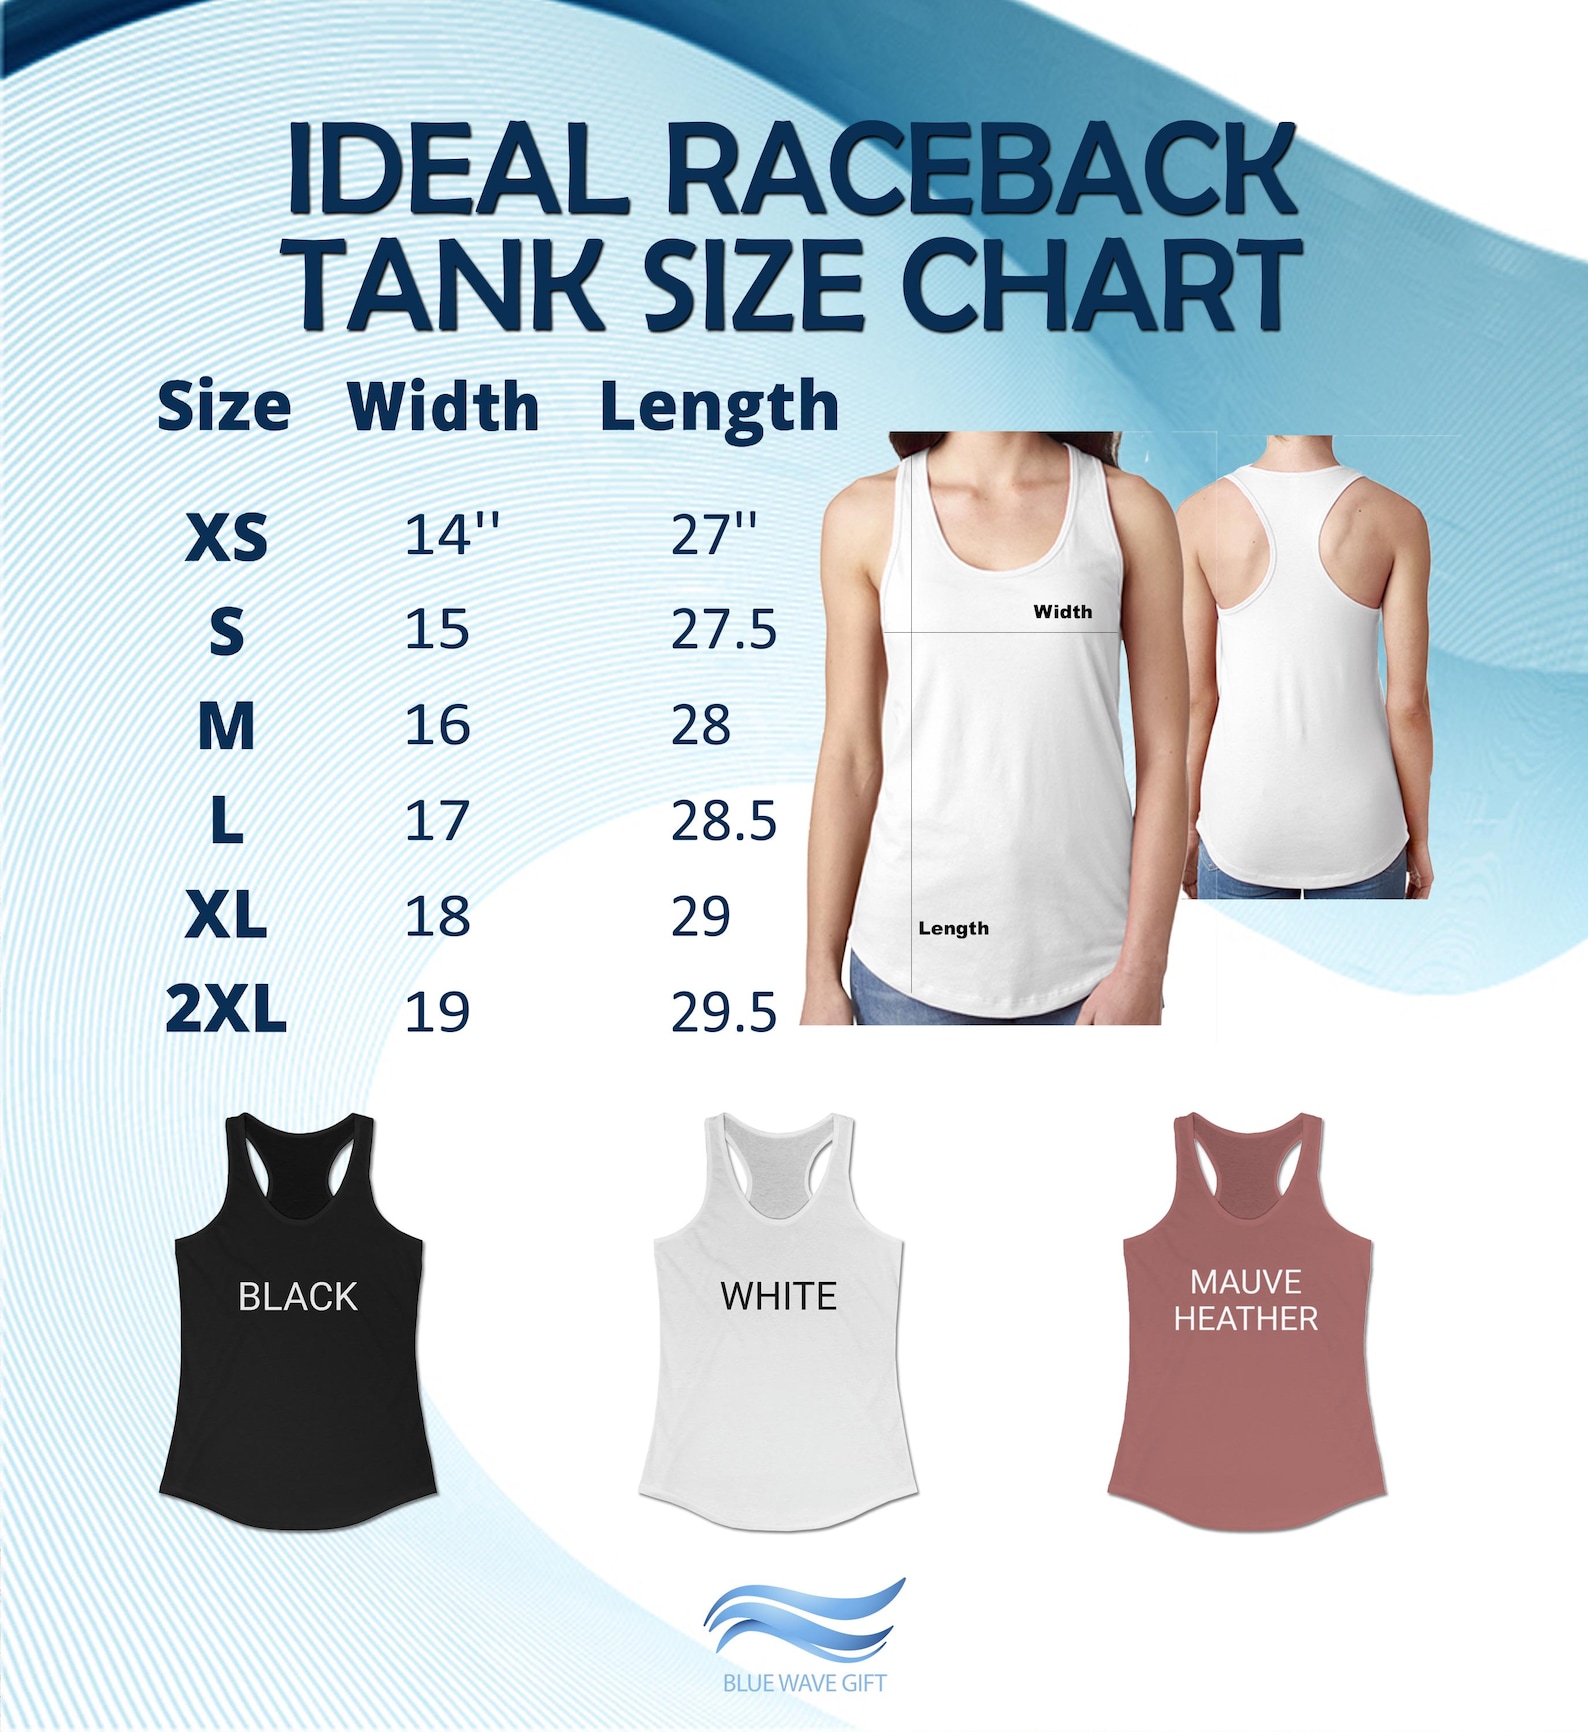 IDEAL RACEBACK
TANK SIZE CHART
Size Width Length
XS 14'' 27''
S 15 27.5
M 16 28
L 17 28.5
XL 18 29
2XL 19 29.5
Width
Length
BLACK
WHITE
MAUVE
HEATHER
BLUE WAVE GIFT